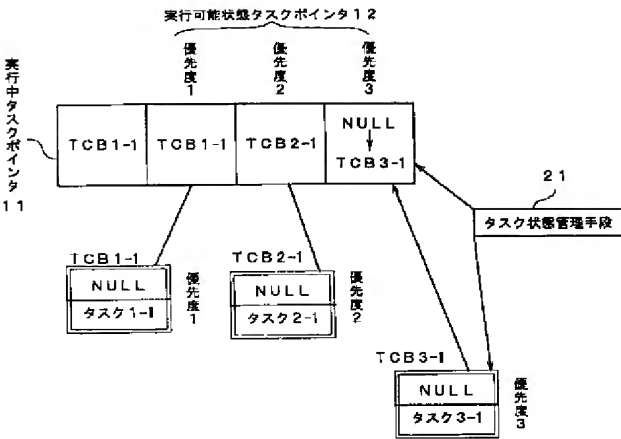 実行可能状態タスクポインタ12
優先度1
優先度2
優先度3
実行中タスクポインタ11
TCB1-1
TCB1-1
TCB2-1
NULL
TCB3-1
21
タスク状態管理手段
TCB1-1
NULL
タスク1-1
優先度1
TCB2-1
NULL
タスク2-1
優先度2
TCB3-1
NULL
タスク3-1
優先度3